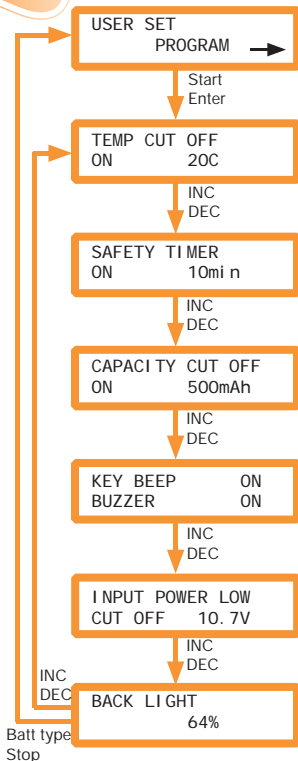 USER SET
PROGRAM
Start
Enter
TEMP CUT OFF
ON 20C
INC
DEC
SAFETY TIMER
ON 10min
INC
DEC
CAPACITY CUT OFF
ON 500mAh
INC
DEC
KEY BEEP ON
BUZZER ON
INC
DEC
INPUT POWER LOW
CUT OFF 10.7V
INC
DEC
INC
DEC
BACK LIGHT
64%
Batt type
Stop